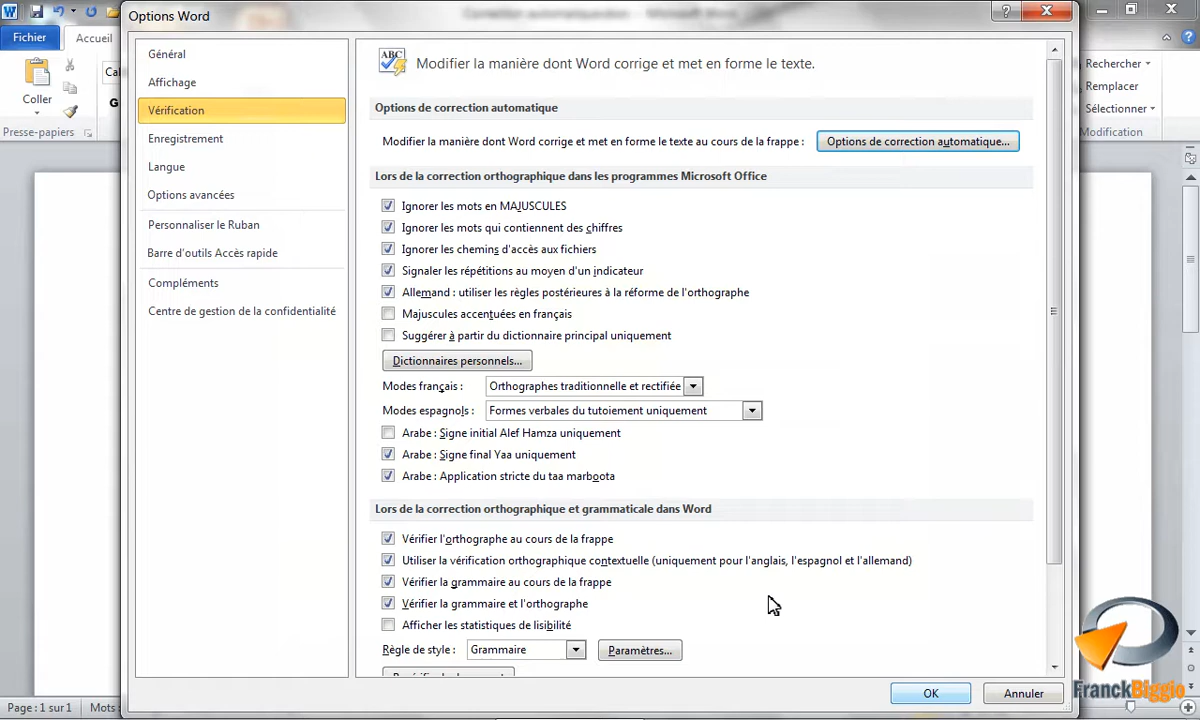 Options Word
Fichier
Accueil
Coller
Presse-papiers
Cal
G
Rechercher
Remplacer
Sélectionner
Modification
Général
Affichage
Vérification
Enregistrement
Langue
Options avancées
Personnaliser le Ruban
Barre d'outils Accès rapide
Compléments
Centre de gestion de la confidentialité
ABC
Modifier la manière dont Word corrige et met en forme le texte.
Options de correction automatique
Modifier la manière dont Word corrige et met en forme le texte au cours de la frappe : Options de correction automatique...
Lors de la correction orthographique dans les programmes Microsoft Office
Ignorer les mots en MAJUSCULES
Ignorer les mots qui contiennent des chiffres
Ignorer les chemins d'accès aux fichiers
Signaler les répétitions au moyen d'un indicateur
Allemand : utiliser les règles postérieures à la réforme de l'orthographe
Majuscules accentuées en français
Suggérer à partir du dictionnaire principal uniquement
Dictionnaires personnels...
Modes français : Orthographes traditionnelle et rectifiée
Modes espagnols : Formes verbales du tutoiement uniquement
Arabe : Signe initial Alef Hamza uniquement
Arabe : Signe final Yaa uniquement
Arabe : Application stricte du taa marboota
Lors de la correction orthographique et grammaticale dans Word
Vérifier l'orthographe au cours de la frappe
Utiliser la vérification orthographique contextuelle (uniquement pour l'anglais, l'espagnol et l'allemand)
Vérifier la grammaire au cours de la frappe
Vérifier la grammaire et l'orthographe
Afficher les statistiques de lisibilité
Règle de style : Grammaire Paramètres...
OK Annuler
Page : 1 sur 1 Mots :
FranckBiggio